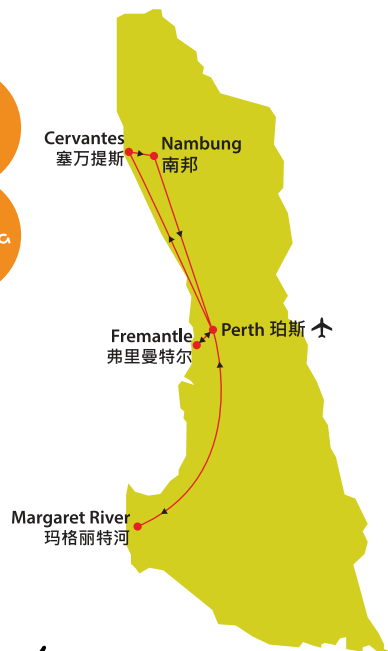 Cervantes
塞万提斯
Nambung
南邦
Perth 珀斯
Fremantle
弗里曼特尔
Margaret River
玛格丽特河